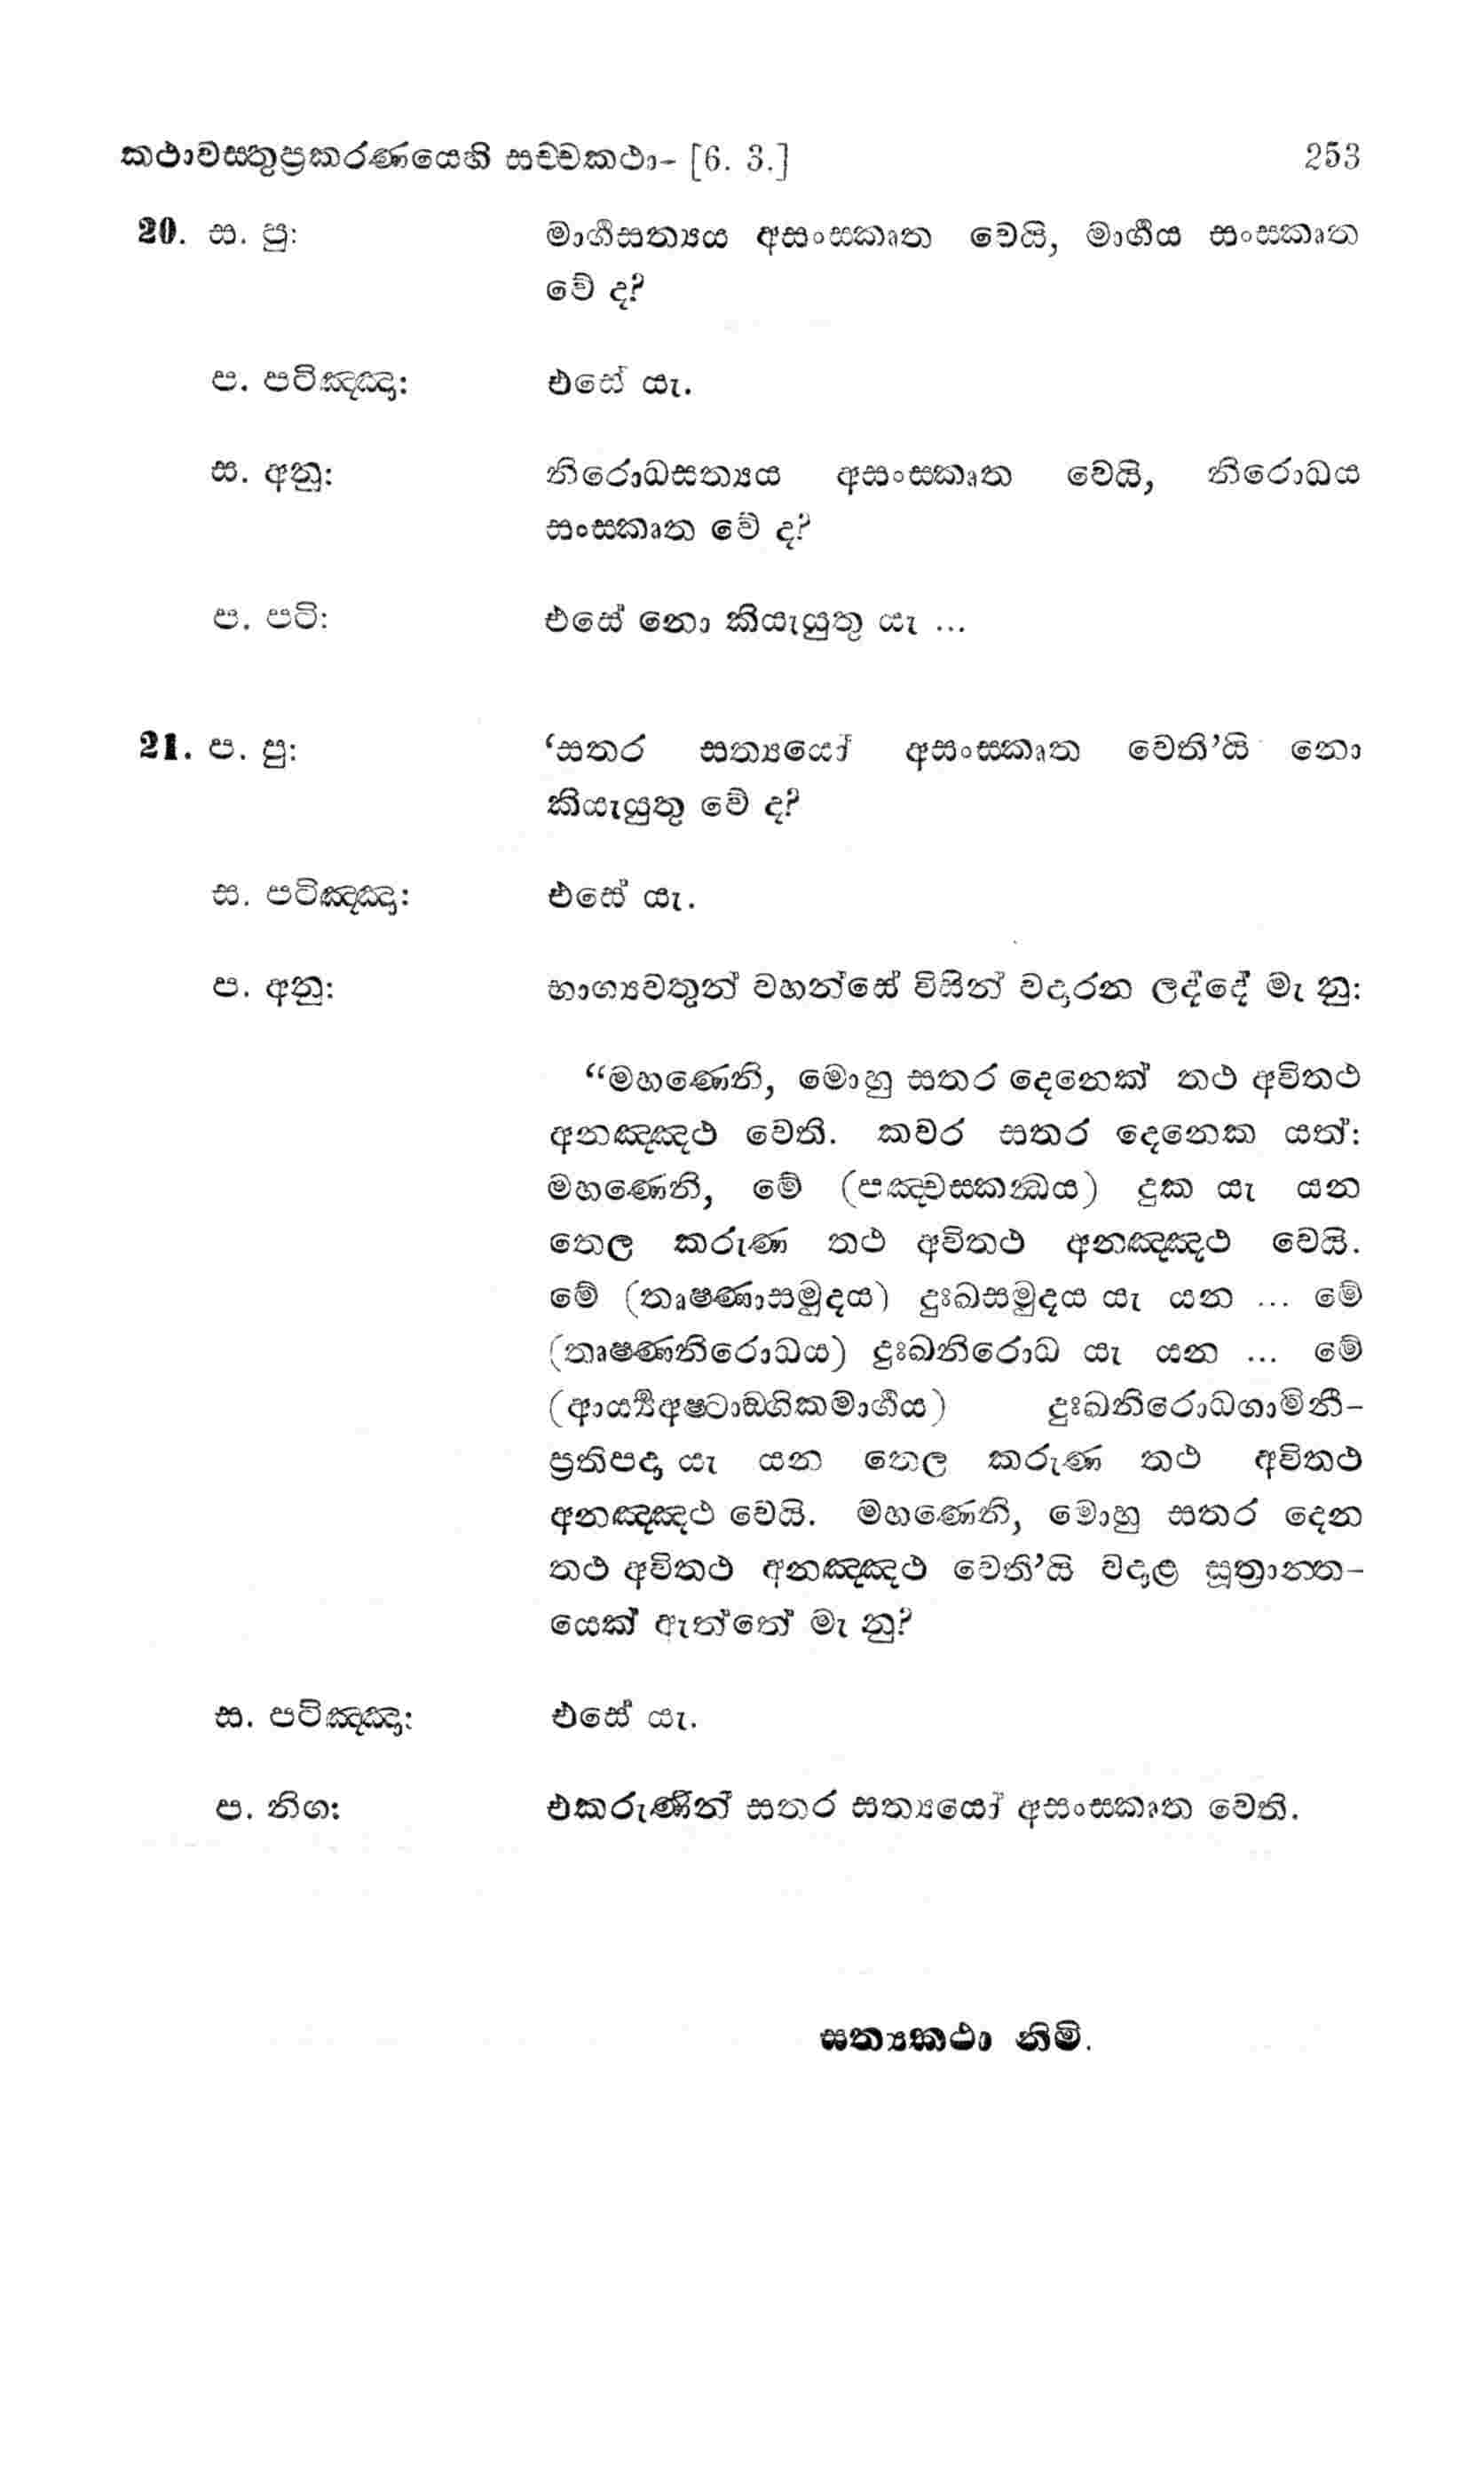 කථාවස්තුප්‍රකරණයෙහි සච්චකථා- [6. 3.] 253
20. ස. පු: මාර්‍ගසත්‍යය අසංස්කෘත වෙයි, මාර්‍ගය සංස්කෘත
වේ ද?
ප. පටිඤ්ඤා: එසේ යැ.
ස. අනු: නිරොධසත්‍යය අසංස්කෘත වෙයි, නිරොධය
සංස්කෘත වේ ද?
ප. පටි: එසේ නො කියැයුතු යැ ...
21. ප. පු: ‘සතර සත්‍යයෝ අසංස්කෘත වෙති’යි නො
කියැයුතු වේ ද?
ස. පටිඤ්ඤා: එසේ යැ.
ප. අනු: භාග්‍යවතුන් වහන්සේ විසින් වදාරන ලද්දේ මැ නු:
“මහණෙනි, මොහු සතර දෙනෙක් තථ අවිතථ
අනඤ්ඤථ වෙති. කවර සතර දෙනෙක යත්:
මහණෙනි, මේ (පඤ්චස්කන්‍ධය) දුක යැ යන
තෙල කරුණ තථ අවිතථ අනඤ්ඤථ වෙයි.
මේ (තෘෂ්ණාසමුදය) දුඃඛසමුදය යැ යන ... මේ
(තෘෂ්ණානිරොධය) දුඃඛනිරොධ යැ යන ... මේ
(ආර්‍ය්‍යඅෂ්ටාඞ්ගිකමාර්‍ගය) දුඃඛනිරොධගාමිනී-
ප්‍රතිපදා යැ යන තෙල කරුණ තථ අවිතථ
අනඤ්ඤථ වෙයි. මහණෙනි, මොහු සතර දෙන
තථ අවිතථ අනඤ්ඤථ වෙති’යි වදාළ සූත්‍රාන්ත-
යෙක් ඇත්තේ මැ නු?
ස. පටිඤ්ඤා: එසේ යැ.
ප. නිග: එකරුණින් සතර සත්‍යයෝ අසංස්කෘත වෙති.
සත්‍යකථා නිමි.